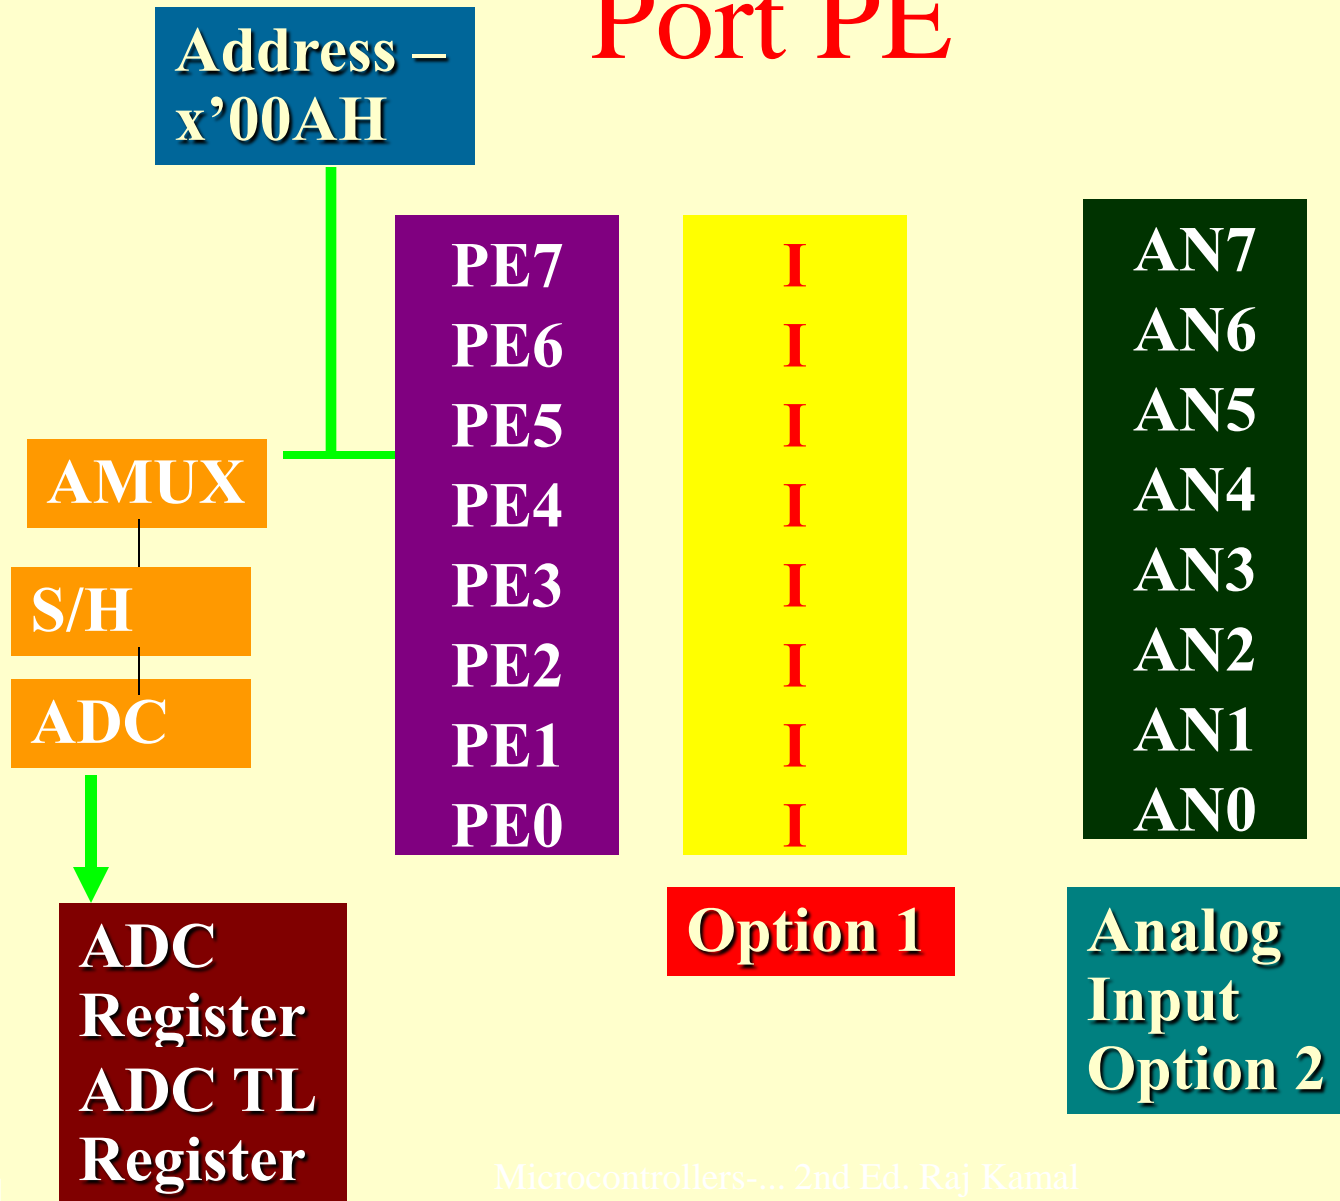 Port PE
Address –
x’00AH
PE7
PE6
PE5
PE4
PE3
PE2
PE1
PE0
I
I
I
I
I
I
I
I
AN7
AN6
AN5
AN4
AN3
AN2
AN1
AN0
AMUX
S/H
ADC
ADC
Register
ADC TL
Register
Option 1
Analog
Input
Option 2
Microcontrollers-... 2nd Ed. Raj Kamal